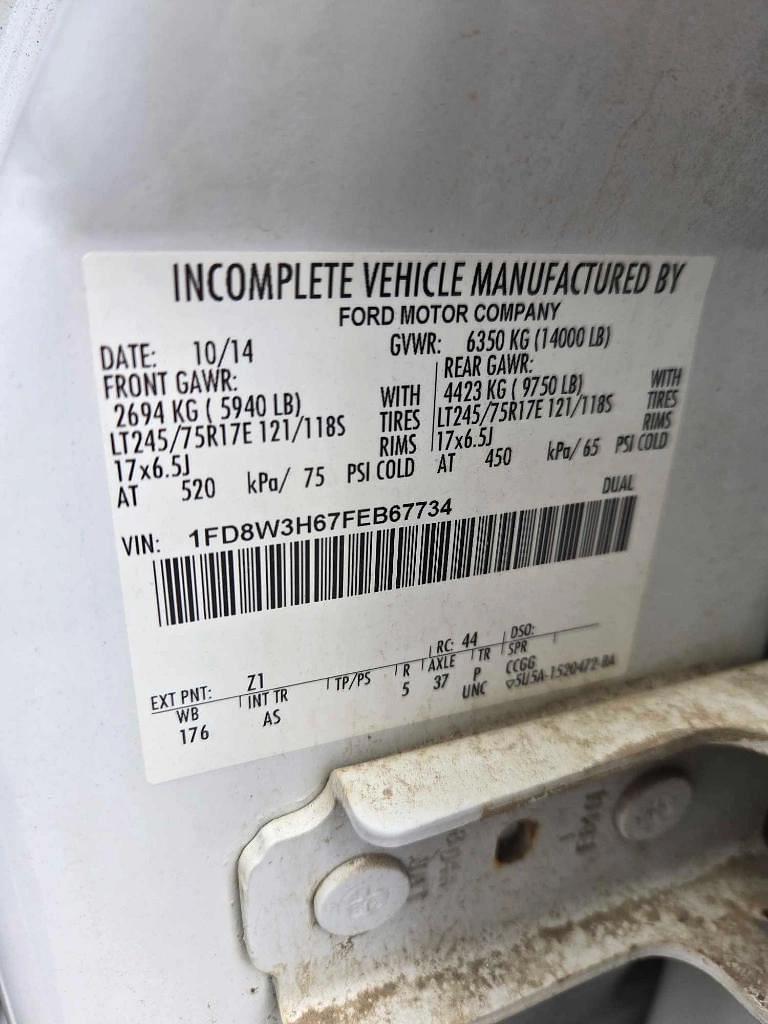 INCOMPLETE VEHICLE MANUFACTURED BY
FORD MOTOR COMPANY
DATE: 10/14 GVWR: 6350 KG (14000 LB)
FRONT GAWR: REAR GAWR:
2694 KG ( 5940 LB) WITH 4423 KG ( 9750 LB) WITH
LT245/75R17E 121/118S TIRES LT245/75R17E 121/118S TIRES
17x6.5J RIMS 17x6.5J RIMS
AT 520 kPa/ 75 PSI COLD AT 450 kPa/ 65 PSI COLD
DUAL
VIN: 1FD8W3H67FEB67734
EXT PNT: Z1 RC: 44 DSO:
WB INT TR TP/PS R AXLE TR SPR
176 AS 5 37 P CCGG
UNC ▽5U5A-1520472-BA